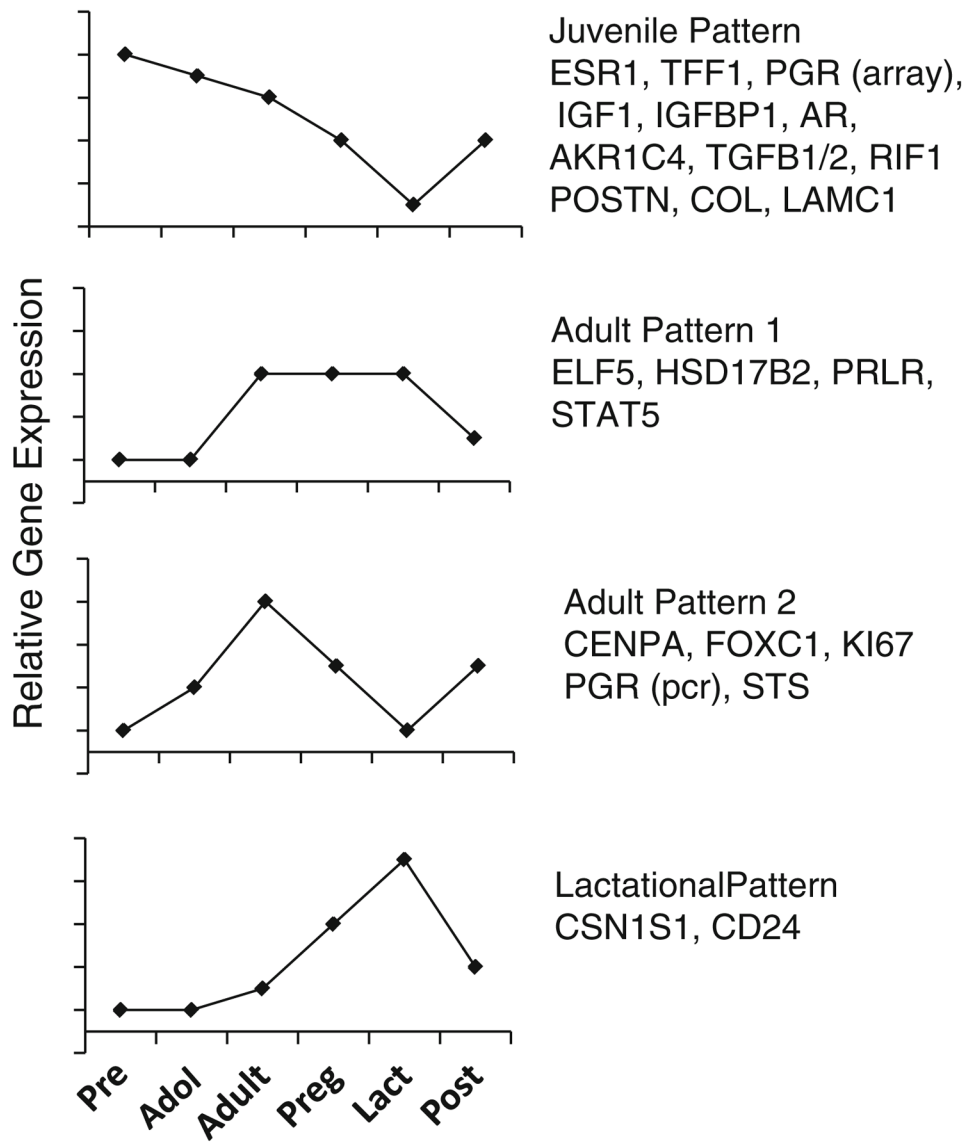 Relative Gene Expression
Juvenile Pattern
ESR1, TFF1, PGR (array),
IGF1, IGFBP1, AR,
AKR1C4, TGFB1/2, RIF1
POSTN, COL, LAMC1
Adult Pattern 1
ELF5, HSD17B2, PRLR,
STAT5
Adult Pattern 2
CENPA, FOXC1, KI67
PGR (pcr), STS
LactationalPattern
CSN1S1, CD24
Pre
Adol
Adult
Preg
Lact
Post